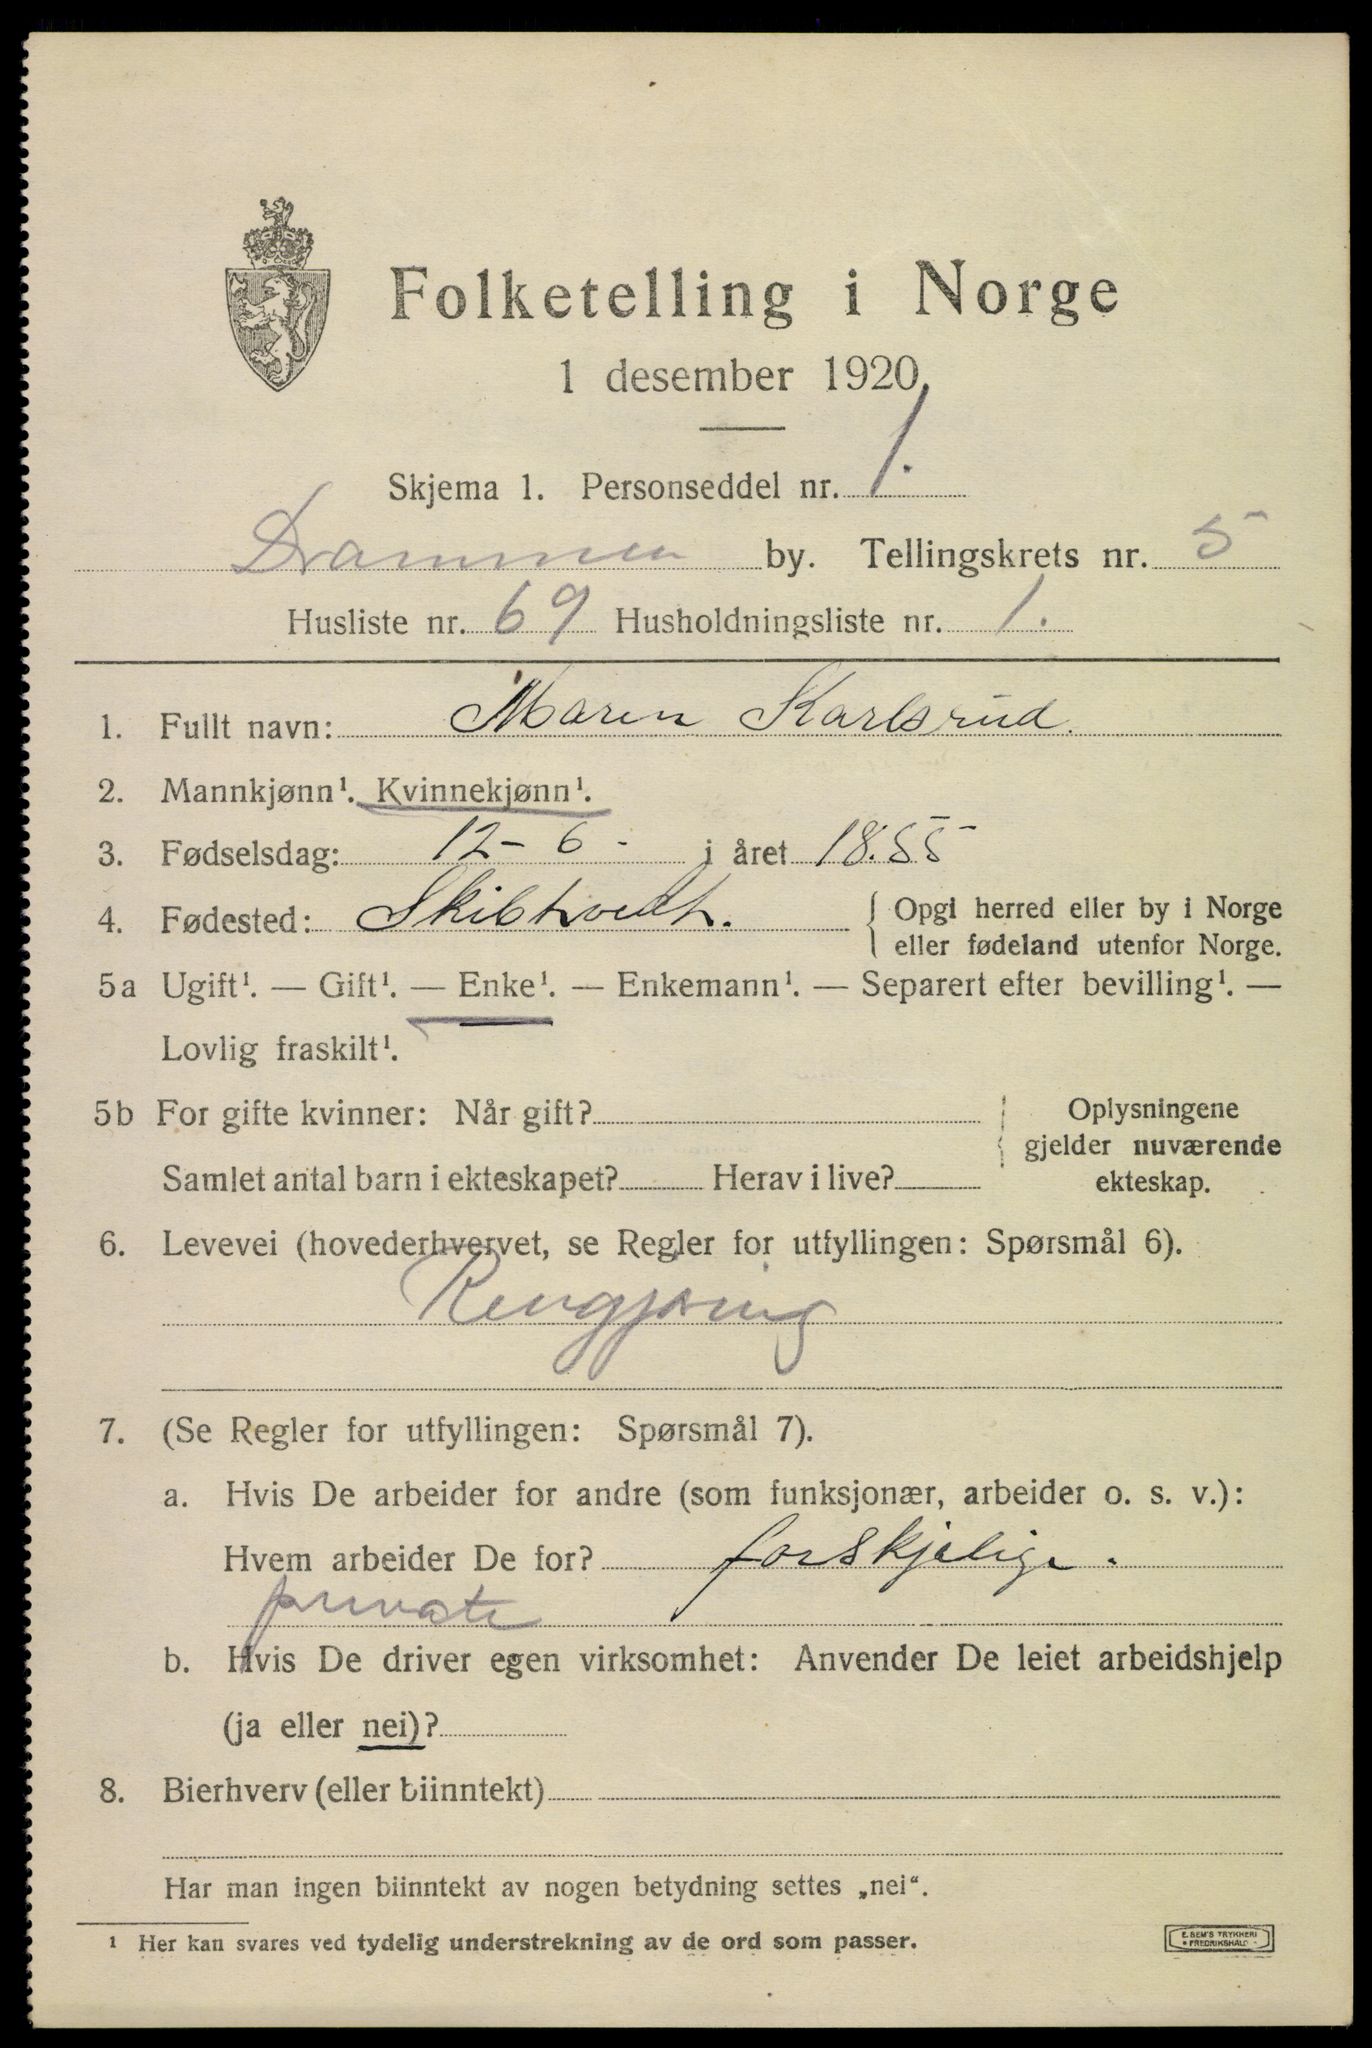 Folketelling i Norge
1 desember 1920.
Skjema 1. Personseddel nr. 1.
Drammen by. Tellingskrets nr. 5
Husliste nr. 69 Husholdningsliste nr. 1.
1. Fullt navn: Maren Karlsrud.
2. Mannkjønn¹. Kvinnekjønn¹.
3. Fødselsdag: 12-6- i året 18.55
4. Fødested: Skibthvedt. { Opgi herred eller by i Norge
eller fødeland utenfor Norge.
5a Ugift¹. — Gift¹. — Enke¹. — Enkemann¹. — Separert efter bevilling¹. —
Lovlig fraskilt¹.
5b For gifte kvinner: Når gift?
Samlet antal barn i ekteskapet? Herav i live?
Oplysningene
gjelder nuværende
ekteskap.
6. Levevei (hovederhvervet, se Regler for utfyllingen: Spørsmål 6).
Rengjøring
7. (Se Regler for utfyllingen: Spørsmål 7).
a. Hvis De arbeider for andre (som funksjonær, arbeider o. s. v.):
Hvem arbeider De for? forskjelige.
private
b. Hvis De driver egen virksomhet: Anvender De leiet arbeidshjelp
(ja eller nei)?
8. Bierhverv (eller biinntekt)
Har man ingen biinntekt av nogen betydning settes „nei“.
¹ Her kan svares ved tydelig understrekning av de ord som passer.
E. SEM'S TRYKKERI
FREDRIKSHALD